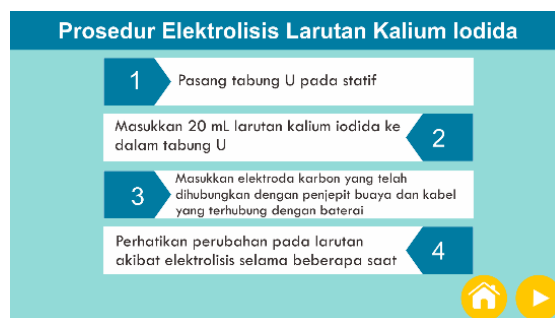 Prosedur Elektrolisis Larutan Kalium Iodida
1
Pasang tabung U pada statif
Masukkan 20 mL larutan kalium iodida ke
dalam tabung U
2
3
Masukkan elektroda karbon yang telah
dihubungkan dengan penjepit buaya dan kabel
yang terhubung dengan baterai
Perhatikan perubahan pada larutan
akibat elektrolisis selama beberapa saat
4